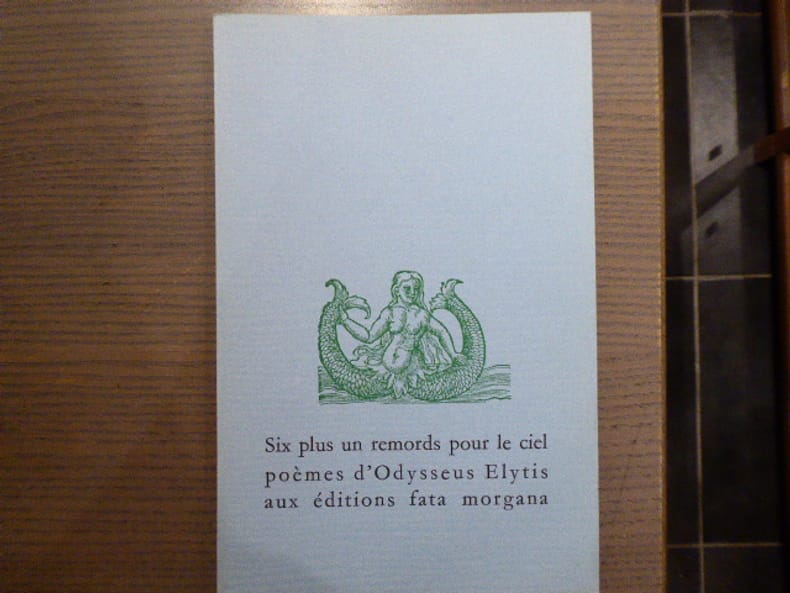 Six plus un remords pour le ciel
poèmes d'Odysseus Elytis
aux éditions fata morgana